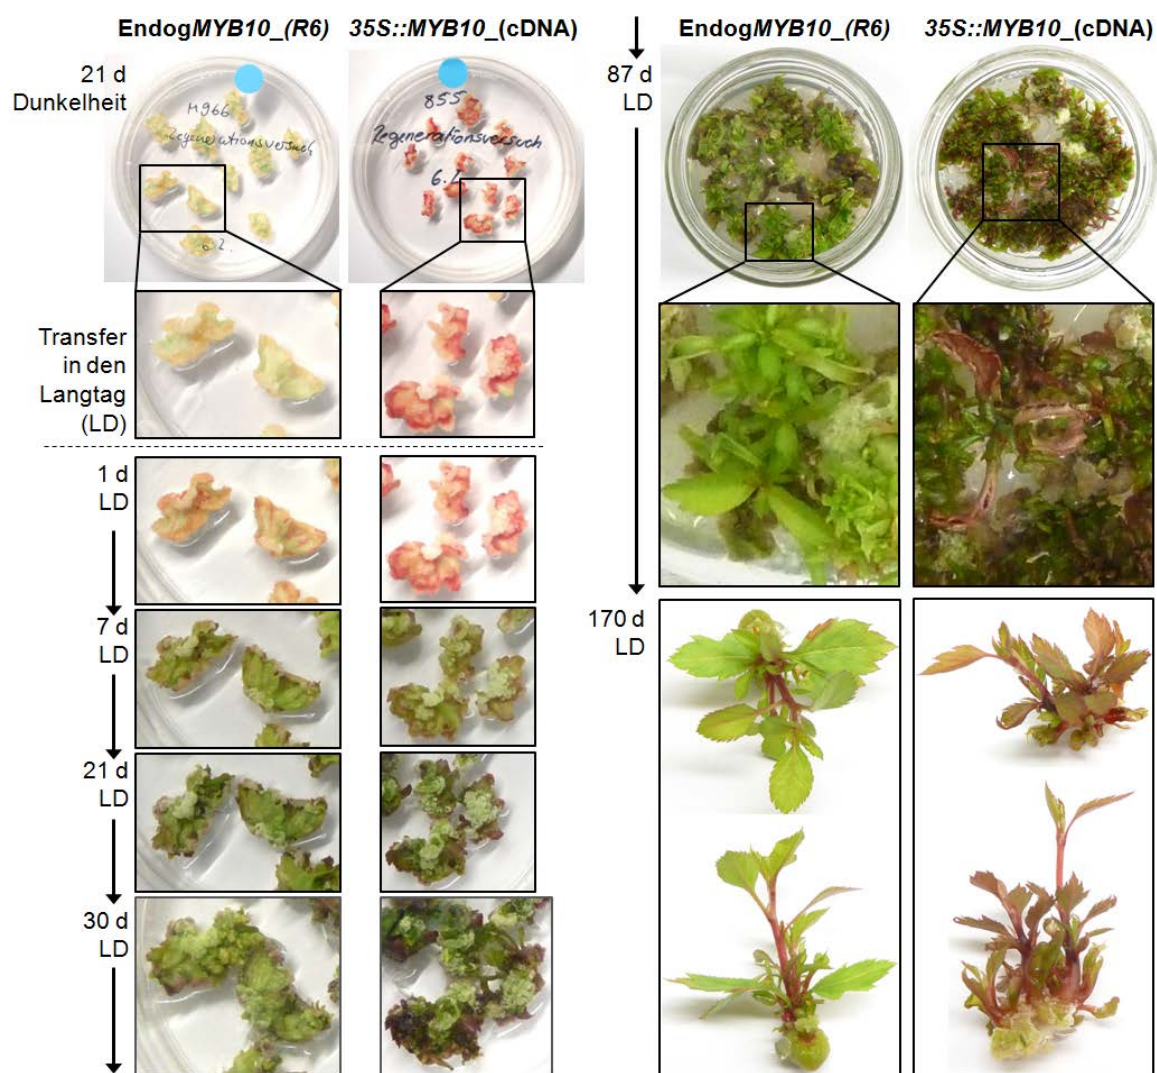 EndogMYB10_(R6)
35S::MYB10_(cDNA)
21 d
Dunkelheit
M966
Regenerationsversuch
855
Regenerationsversuch
Transfer
in den
Langtag
(LD)
1 d
LD
7 d
LD
21 d
LD
30 d
LD
EndogMYB10_(R6)
35S::MYB10_(cDNA)
87 d
LD
170 d
LD